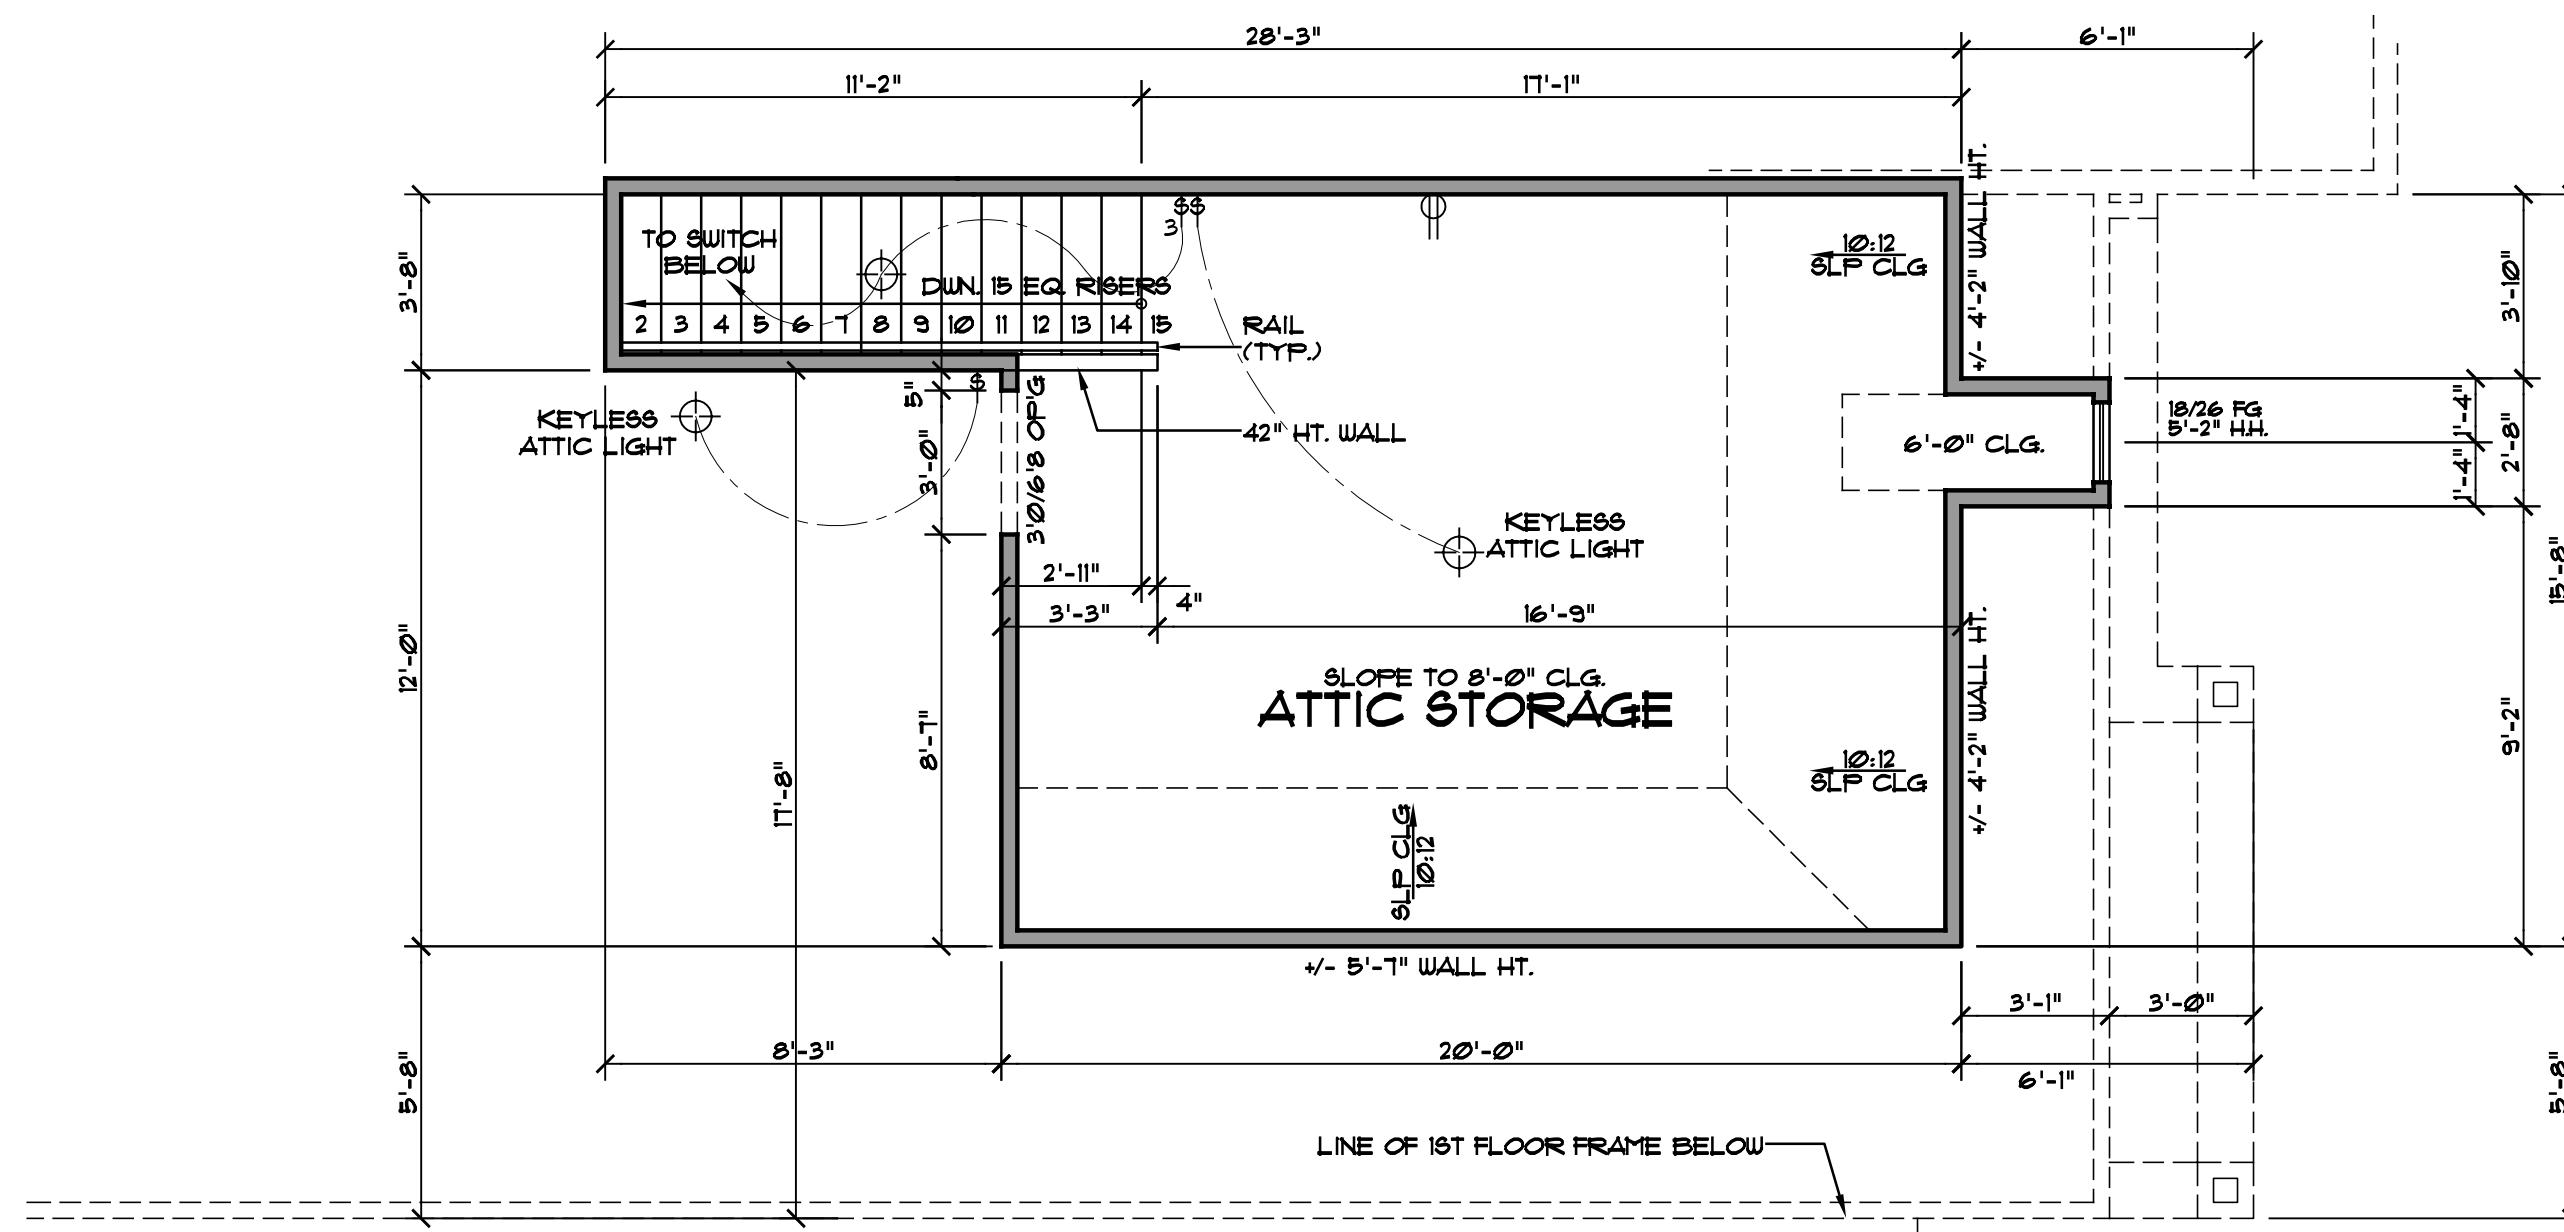 28'-3"
6'-1"
11'-2"
17'-1"
+/- 4'-2" WALL HT.
$$
3
TO SWITCH
BELOW
10:12
SLP CLG
3'-8"
3'-10"
DWN. 15 EQ. RISERS
2 3 4 5 6 7 8 9 10 11 12 13 14 15
RAIL
(TYP.)
$
5"
KEYLESS
ATTIC LIGHT
3'-0"
3'0/6'8 OP'G
42" HT. WALL
6'-0" CLG.
18/26 FG
5'-2" H.H.
1'-4"
1'-4"
2'-8"
KEYLESS
ATTIC LIGHT
15'-8"
2'-11"
4"
3'-3"
16'-9"
12'-0"
+/- 4'-2" WALL HT.
SLOPE TO 8'-0" CLG.
ATTIC STORAGE
8'-7"
9'-2"
17'-8"
10:12
SLP CLG
SLP CLG
10:12
+/- 5'-7" WALL HT.
3'-1"
3'-0"
8'-3"
20'-0"
6'-1"
5'-8"
5'-8"
LINE OF 1ST FLOOR FRAME BELOW